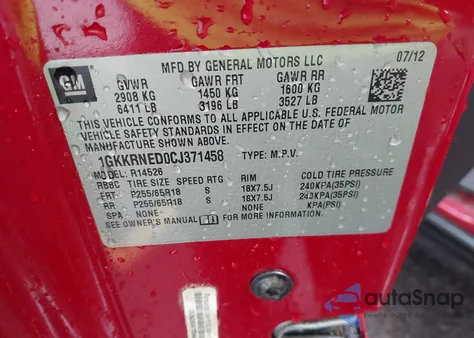 GM
MFD BY GENERAL MOTORS LLC 07/12
GVWR GAWR FRT GAWR RR
2908 KG 1450 KG 1600 KG
6411 LB 3196 LB 3527 LB
THIS VEHICLE CONFORMS TO ALL APPLICABLE U.S. FEDERAL MOTOR
VEHICLE SAFETY STANDARDS IN EFFECT ON THE DATE OF
MANUFACTURE SHOWN ABOVE.
1GKKRNED0CJ371458 TYPE: M.P.V.
MODEL: R14526
RB6C TIRE SIZE SPEED RTG RIM COLD TIRE PRESSURE
FRT P255/65R18 S 18X7.5J 240KPA(35PSI)
RR P255/65R18 S 18X7.5J 240KPA(35PSI)
SPA NONE NONE KPA(PSI)
SEE OWNER'S MANUAL FOR MORE INFORMATION.
autoSnap